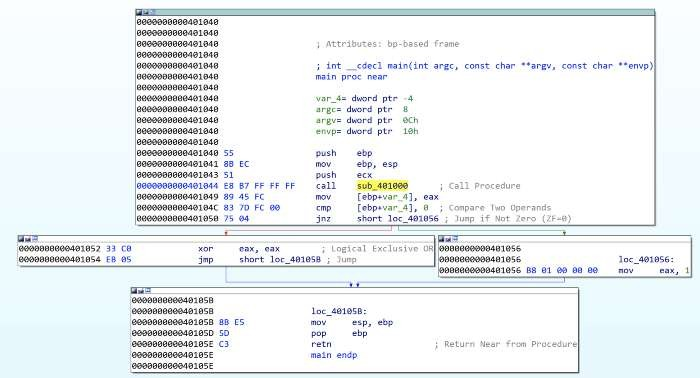 0000000000401040
0000000000401040
0000000000401040 ; Attributes: bp-based frame
0000000000401040
0000000000401040 ; int __cdecl main(int argc, const char **argv, const char **envp)
0000000000401040 main proc near
0000000000401040
0000000000401040 var_4= dword ptr -4
0000000000401040 argc= dword ptr 8
0000000000401040 argv= dword ptr 0Ch
0000000000401040 envp= dword ptr 10h
0000000000401040
0000000000401040 55 push ebp
0000000000401041 8B EC mov ebp, esp
0000000000401043 51 push ecx
0000000000401044 E8 B7 FF FF FF call sub_401000 ; Call Procedure
0000000000401049 89 45 FC mov [ebp+var_4], eax
000000000040104C 83 7D FC 00 cmp [ebp+var_4], 0 ; Compare Two Operands
0000000000401050 75 04 jnz short loc_401056 ; Jump if Not Zero (ZF=0)
0000000000401052 33 C0 xor eax, eax ; Logical Exclusive OR
0000000000401054 EB 05 jmp short loc_40105B ; Jump
0000000000401056
0000000000401056 loc_401056:
0000000000401056 B8 01 00 00 00 mov eax, 1
000000000040105B
000000000040105B loc_40105B:
000000000040105B 8B E5 mov esp, ebp
000000000040105D 5D pop ebp
000000000040105E C3 retn ; Return Near from Procedure
000000000040105E main endp
000000000040105E